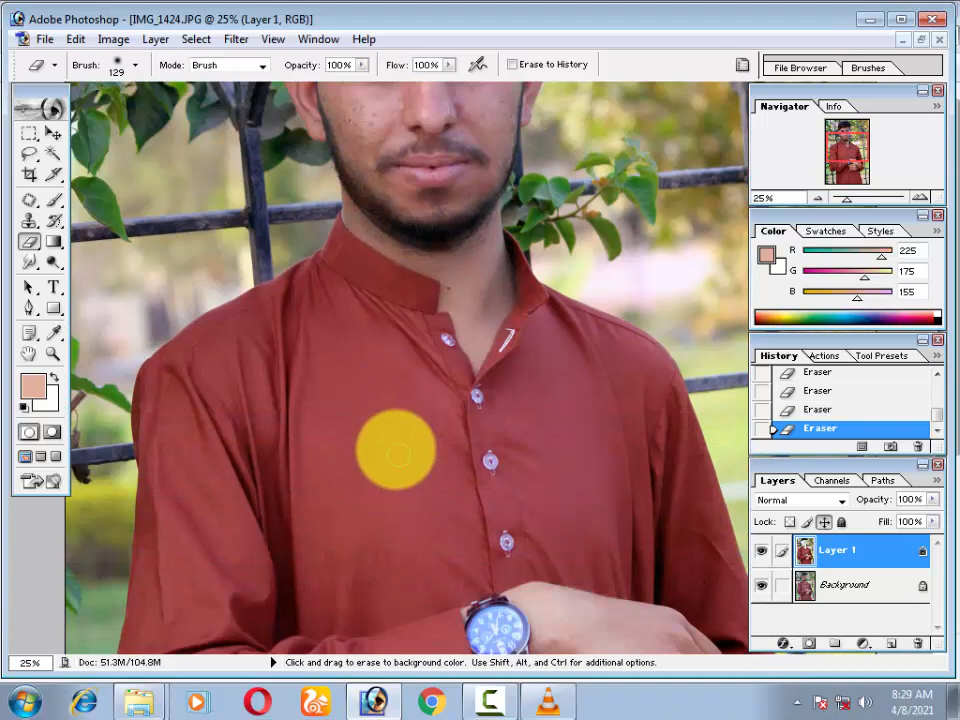 Adobe Photoshop - [IMG_1424.JPG @ 25% (Layer 1, RGB)]
File Edit Image Layer Select Filter View Window Help
Brush: 129 Mode: Brush Opacity: 100% Flow: 100% Erase to History File Browser Brushes
Navigator Info
25%
Color Swatches Styles
R 225
G 175
B 155
History Actions Tool Presets
Eraser
Eraser
Eraser
Eraser
Layers Channels Paths
Normal Opacity: 100%
Lock: Fill: 100%
Layer 1
Background
T
25% Doc: 51.3M/104.8M Click and drag to erase to background color. Use Shift, Alt, and Ctrl for additional options.
8:29 AM
4/8/2021